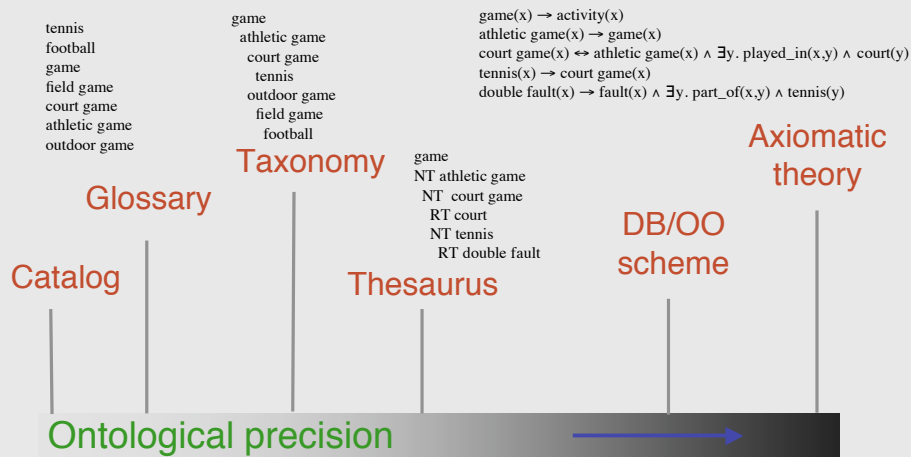 tennis
football
game
field game
court game
athletic game
outdoor game
game
athletic game
court game
tennis
outdoor game
field game
football
game(x) → activity(x)
athletic game(x) → game(x)
court game(x) ↔ athletic game(x) ∧ ∃y. played_in(x,y) ∧ court(y)
tennis(x) → court game(x)
double fault(x) → fault(x) ∧ ∃y. part_of(x,y) ∧ tennis(y)
game
NT athletic game
NT court game
RT court
NT tennis
RT double fault
Catalog
Glossary
Taxonomy
Thesaurus
DB/OO
scheme
Axiomatic
theory
Ontological precision